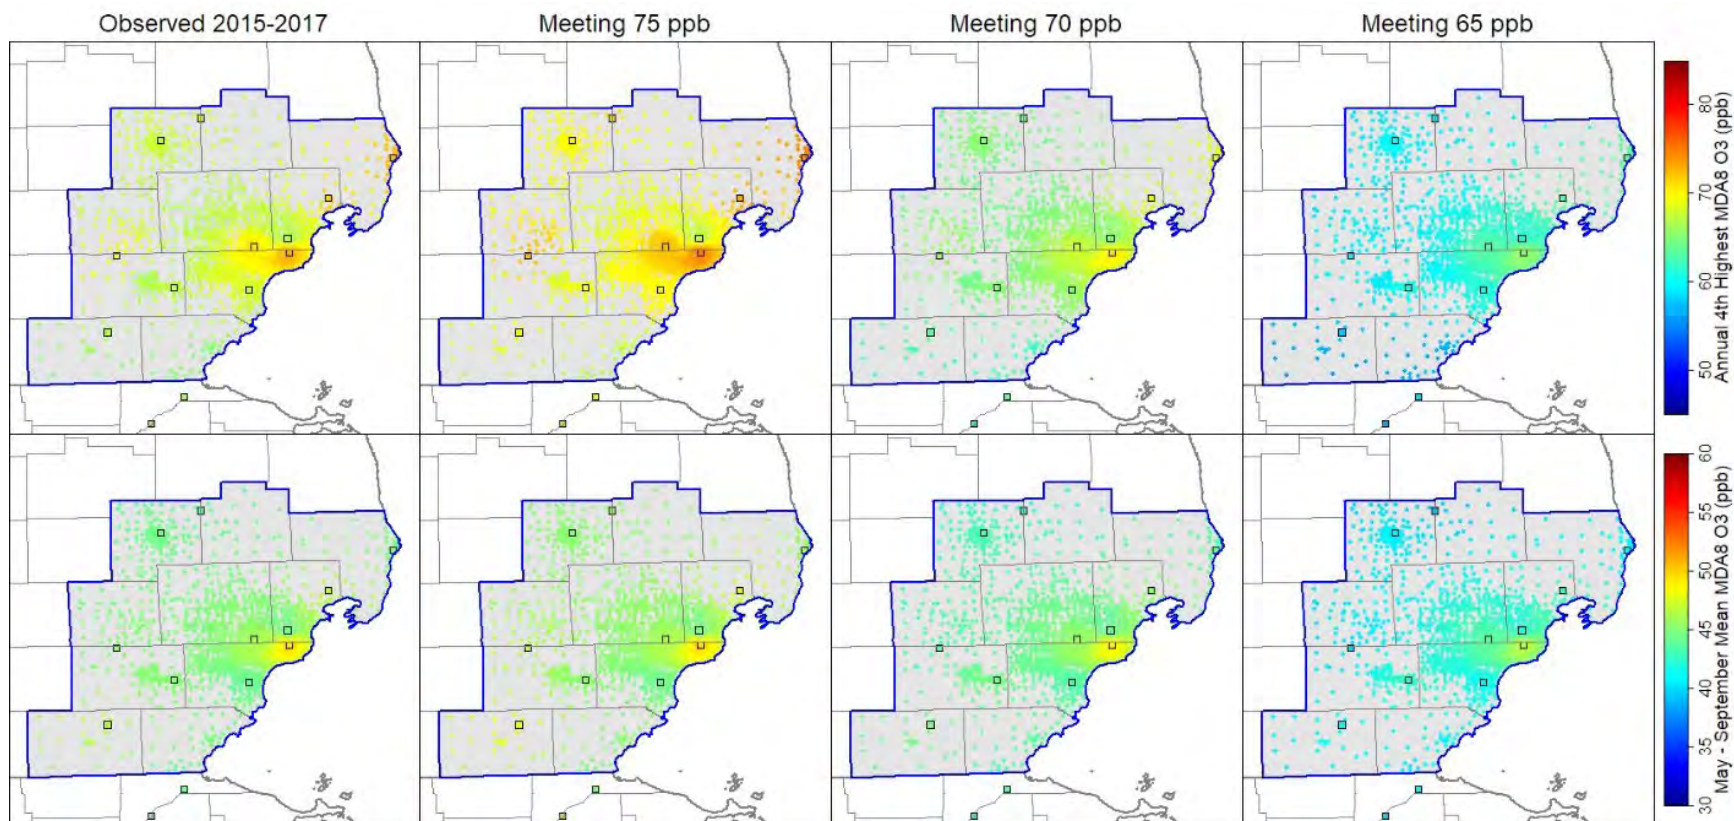 Observed 2015-2017
Meeting 75 ppb
Meeting 70 ppb
Meeting 65 ppb
50 60 70 80
Annual 4th Highest MDA8 O3 (ppb)
30 35 40 45 50 55 60
May - September Mean MDA8 O3 (ppb)